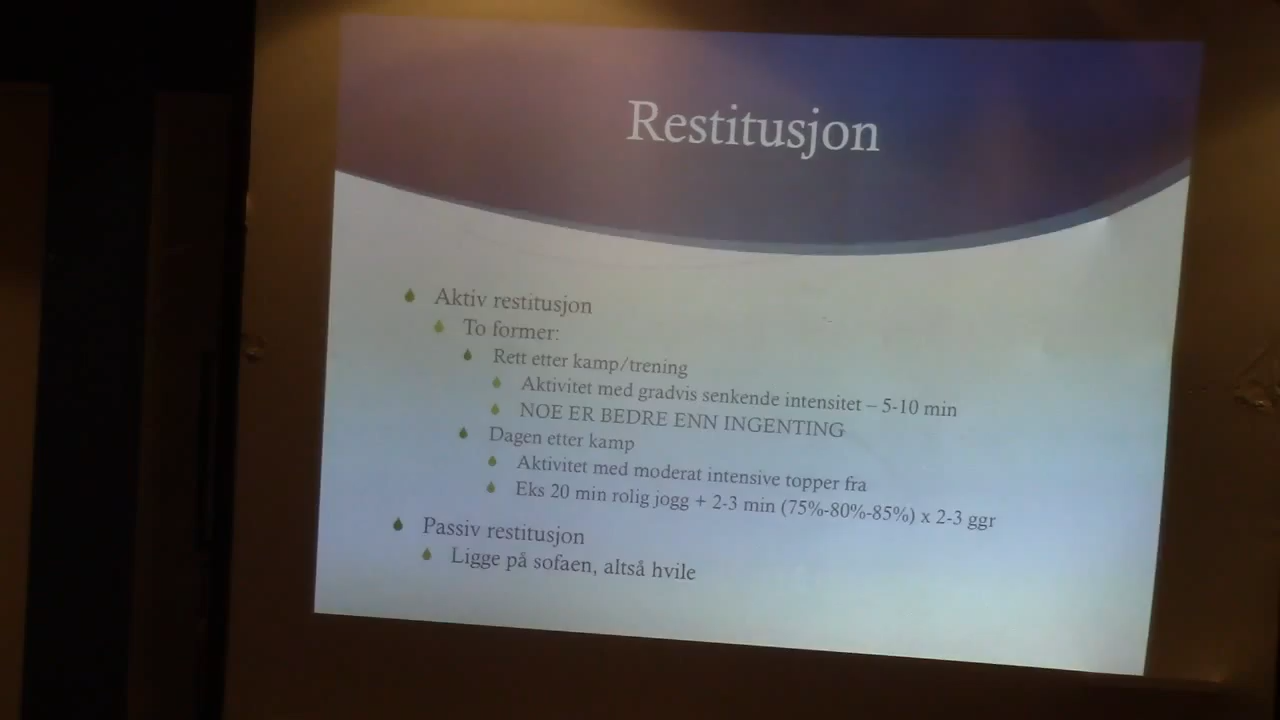 Restitusjon
Aktiv restitusjon
To former:
Rett etter kamp/trening
Aktivitet med gradvis senkende intensitet – 5-10 min
NOE ER BEDRE ENN INGENTING
Dagen etter kamp
Aktivitet med moderat intensive topper fra
Eks 20 min rolig jogg + 2-3 min (75%-80%-85%) x 2-3 ggr
Passiv restitusjon
Ligge på sofaen, altså hvile